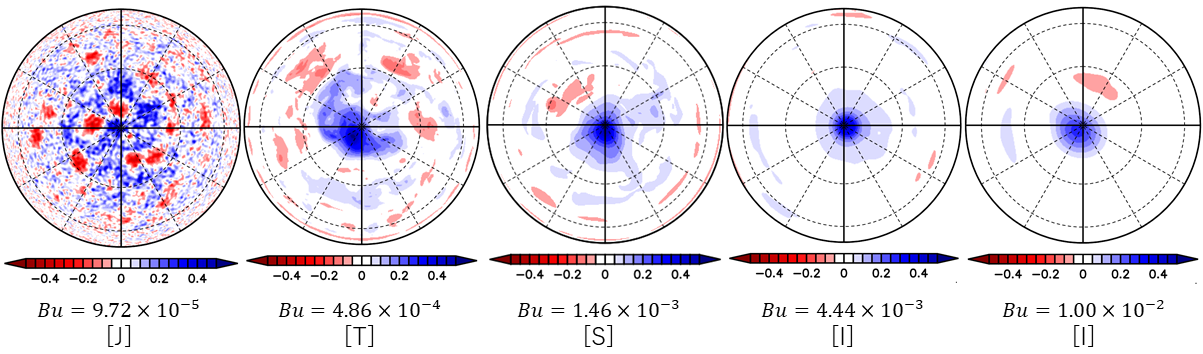 −0.4 −0.2 0 0.2 0.4
−0.4 −0.2 0 0.2 0.4
−0.4 −0.2 0 0.2 0.4
−0.4 −0.2 0 0.2 0.4
−0.4 −0.2 0 0.2 0.4
Bu = 9.72 × 10⁻⁵
[J]
Bu = 4.86 × 10⁻⁴
[T]
Bu = 1.46 × 10⁻³
[S]
Bu = 4.44 × 10⁻³
[I]
Bu = 1.00 × 10⁻²
[I]